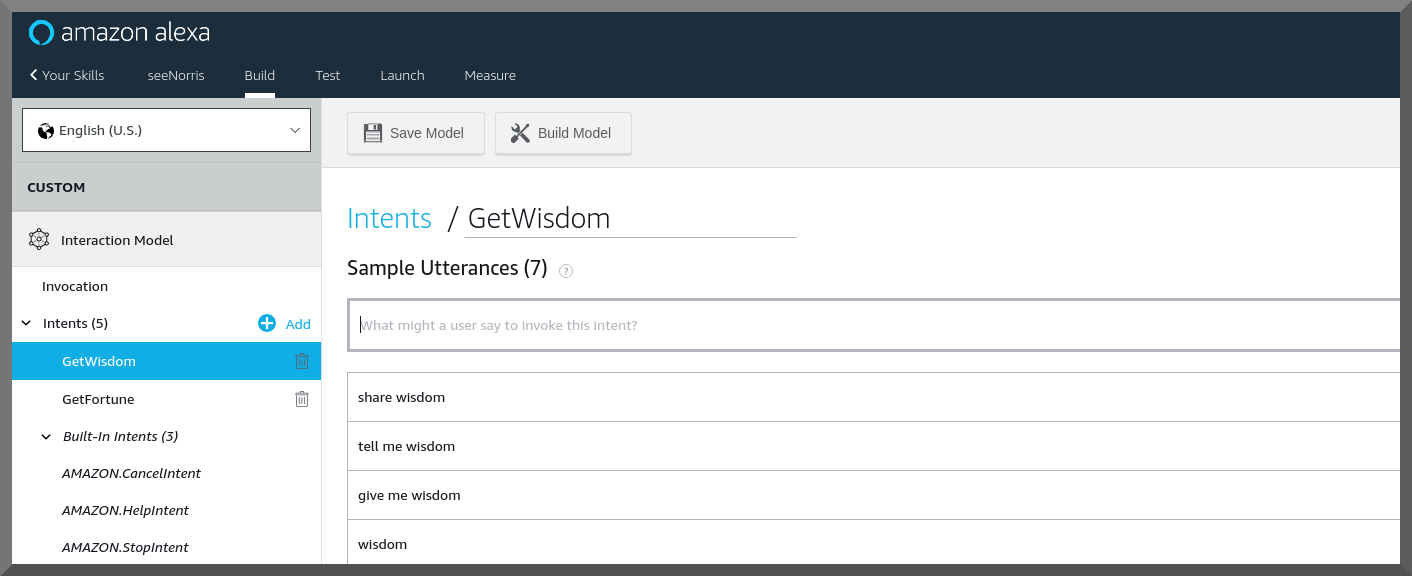 amazon alexa
Your Skills seeNorris Build Test Launch Measure
English (U.S.)
Save Model Build Model
CUSTOM
Interaction Model
Invocation
Intents (5) Add
GetWisdom
GetFortune
Built-In Intents (3)
AMAZON.CancelIntent
AMAZON.HelpIntent
AMAZON.StopIntent
Intents / GetWisdom
Sample Utterances (7) ?
What might a user say to invoke this intent?
share wisdom
tell me wisdom
give me wisdom
wisdom